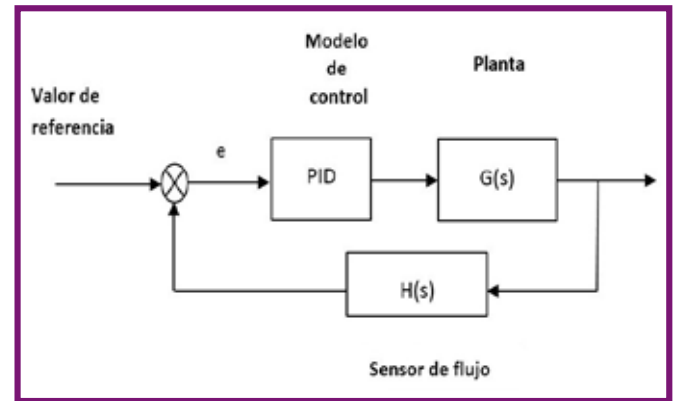 Modelo
de
control
Planta
Valor de
referencia
e
PID
G(s)
H(s)
Sensor de flujo